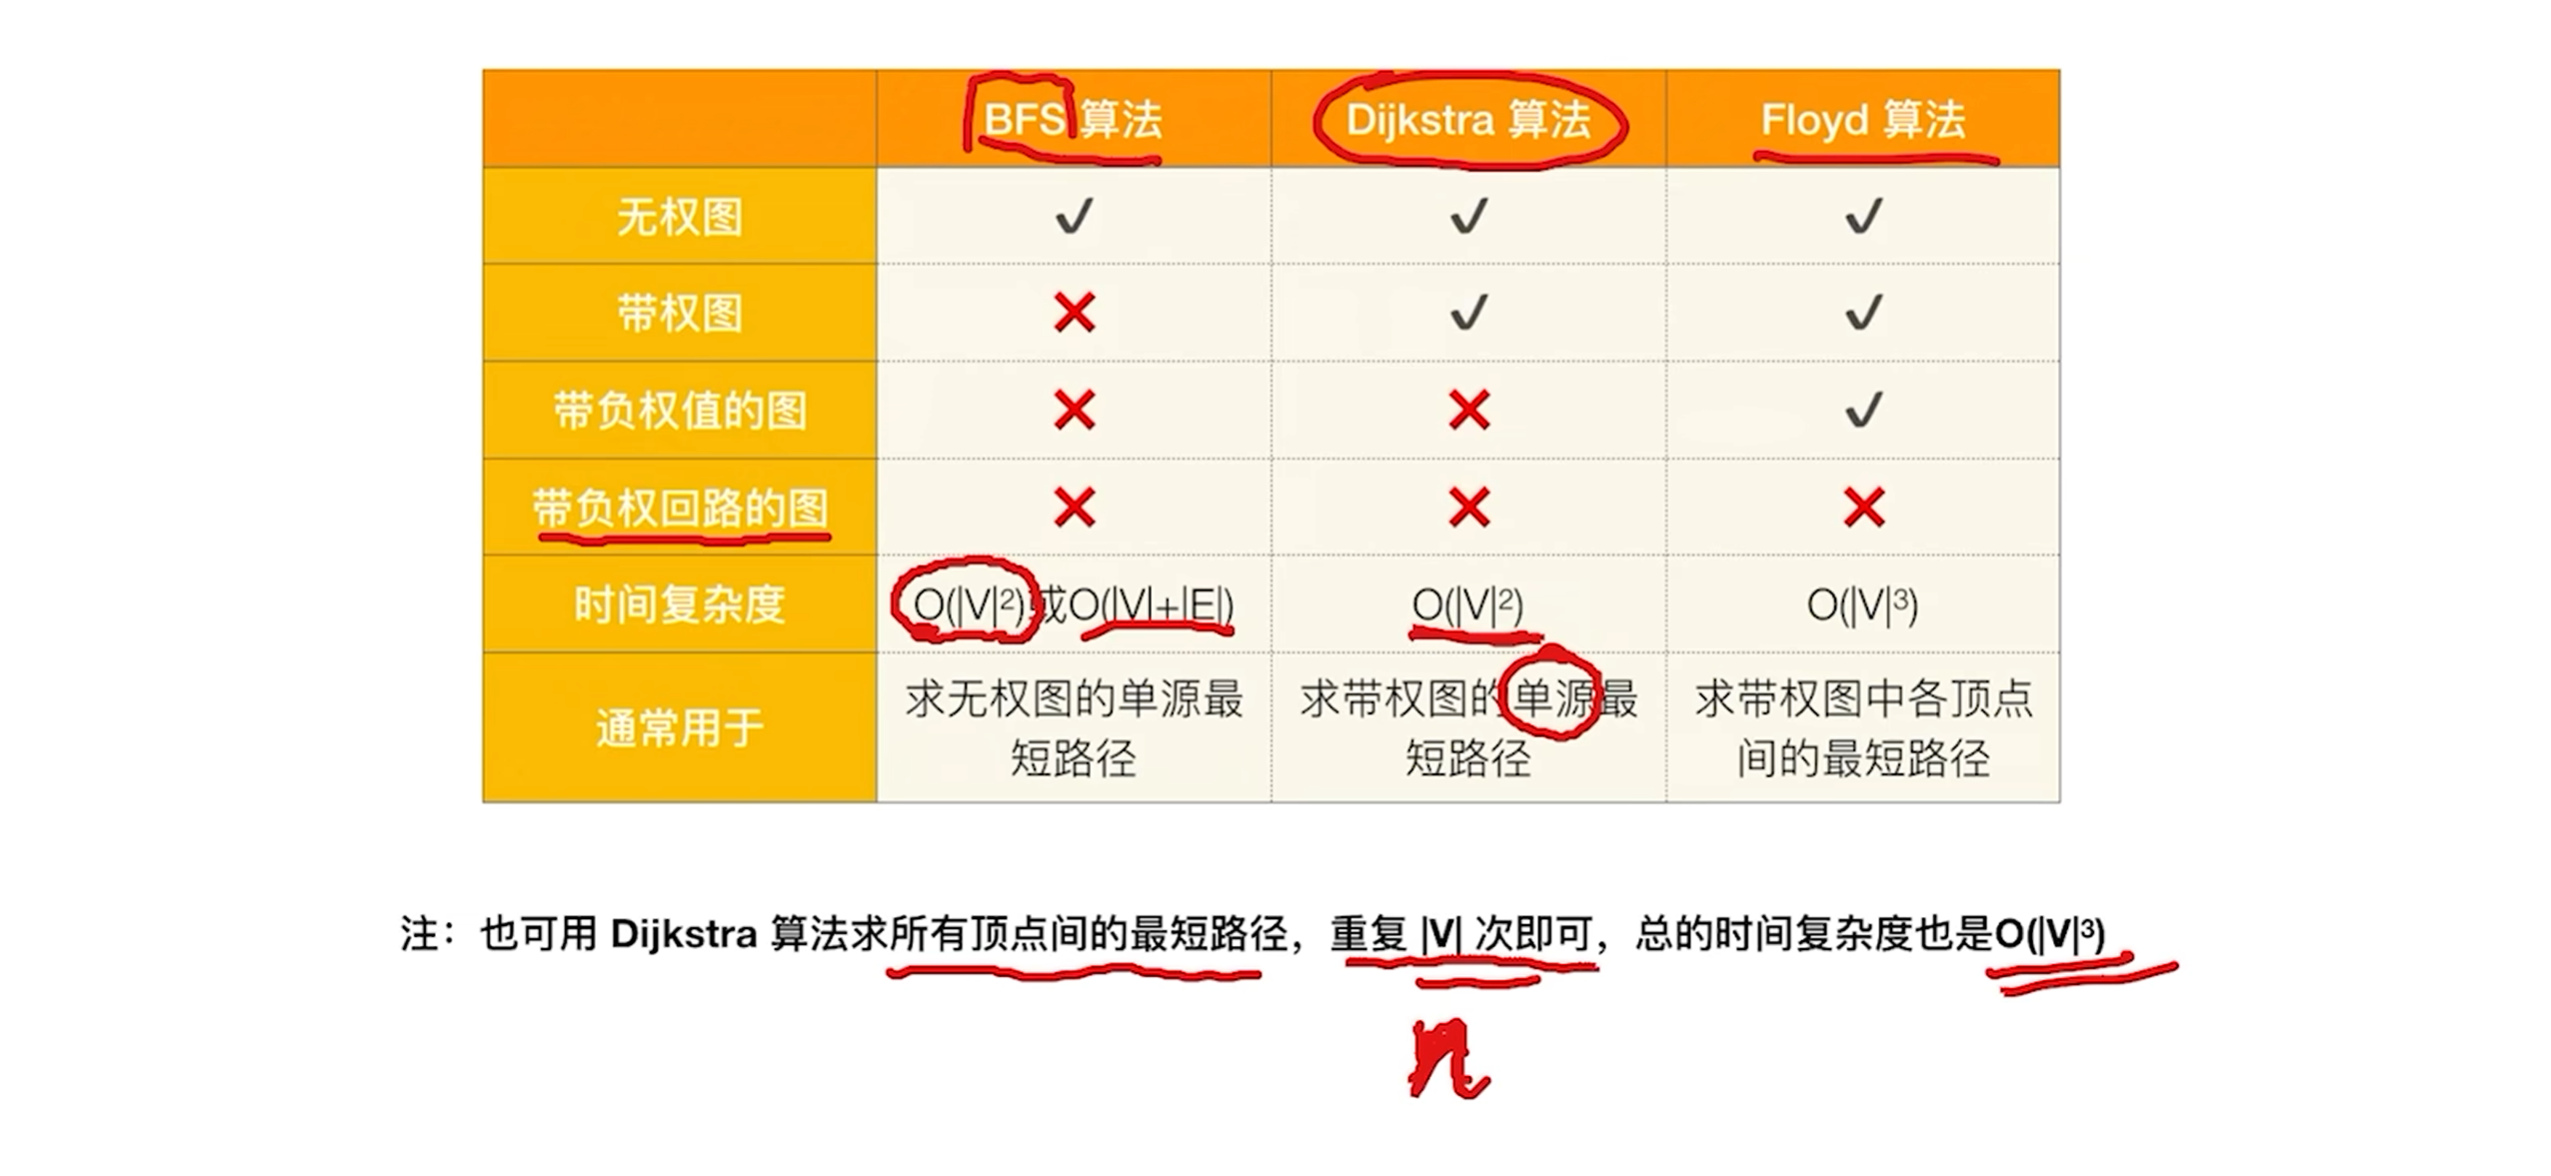 BFS 算法 Dijkstra 算法 Floyd 算法
无权图 ✓ ✓ ✓
带权图 ✕ ✓ ✓
带负权值的图 ✕ ✕ ✓
带负权回路的图 ✕ ✕ ✕
时间复杂度 O(|V|²)或O(|V|+|E|) O(|V|²) O(|V|³)
通常用于
求无权图的单源最
短路径
求带权图的单源最
短路径
求带权图中各顶点
间的最短路径
注：也可用 Dijkstra 算法求所有顶点间的最短路径，重复 |V| 次即可，总的时间复杂度也是O(|V|³)
n